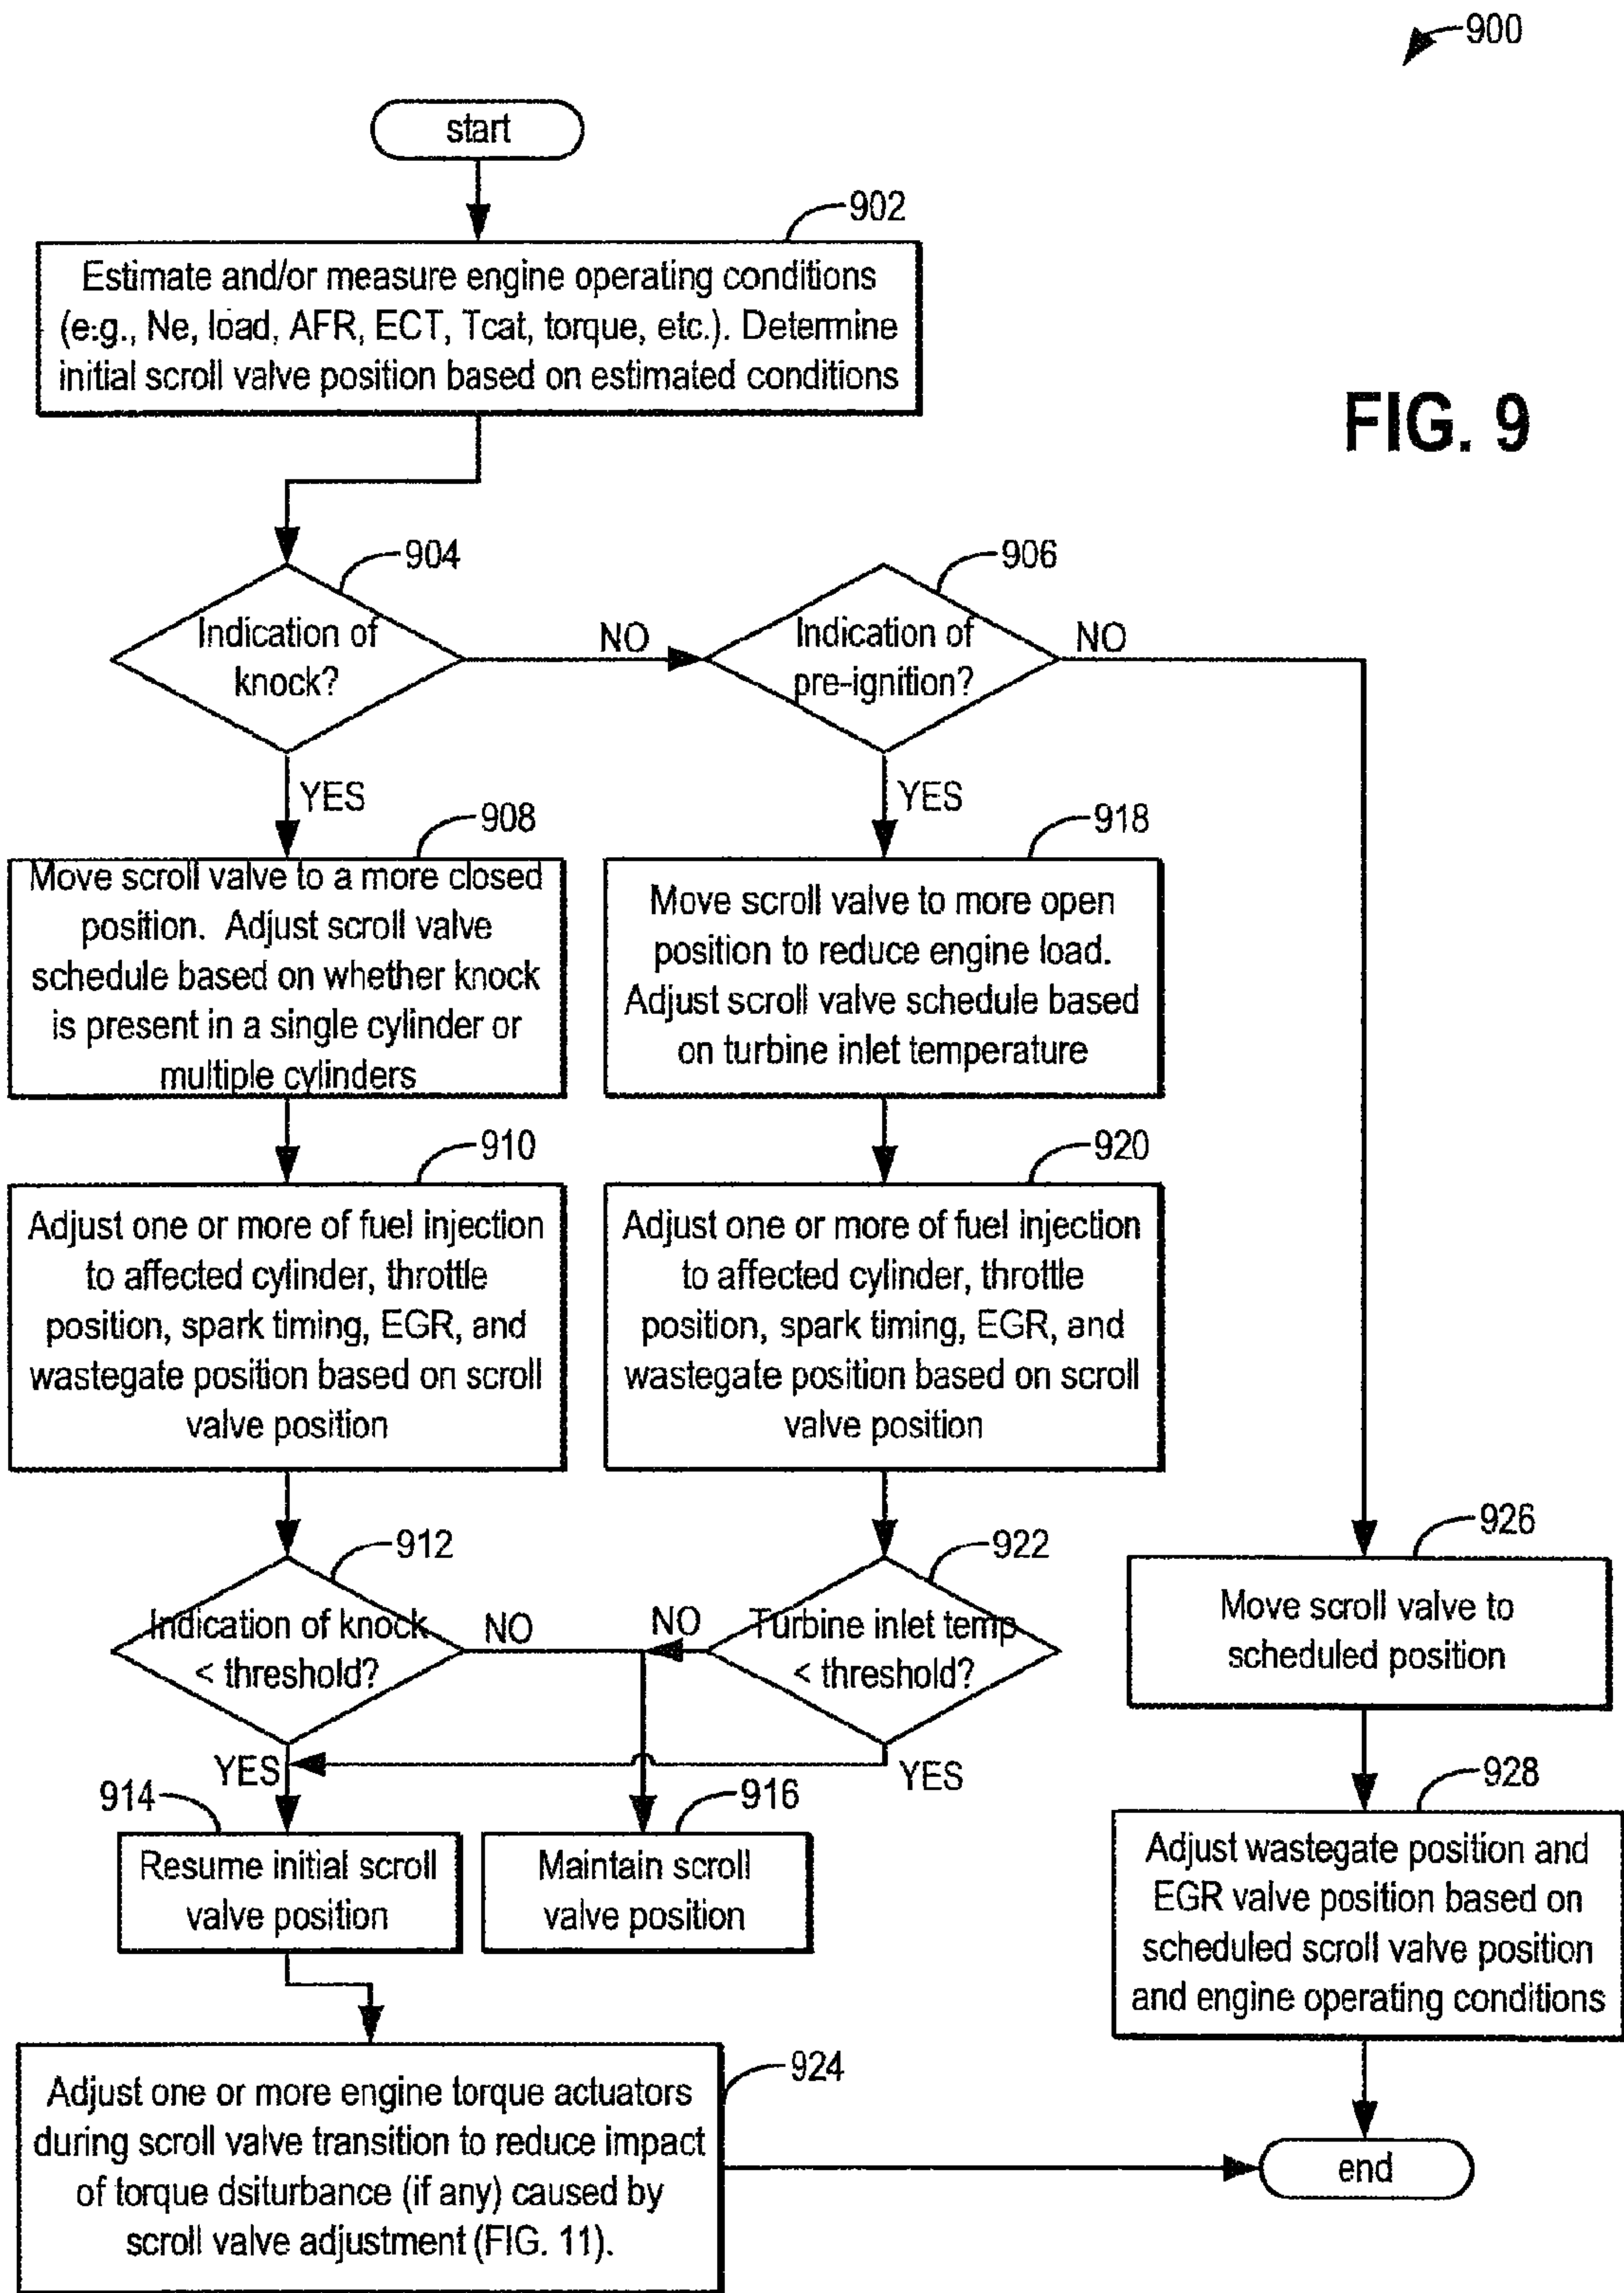 900
start
902
Estimate and/or measure engine operating conditions
(e.g., Ne, load, AFR, ECT, Tcat, torque, etc.). Determine
initial scroll valve position based on estimated conditions
FIG. 9
904
Indication of
knock?
NO
906
Indication of
pre-ignition?
NO
YES
YES
908
Move scroll valve to a more closed
position. Adjust scroll valve
schedule based on whether knock
is present in a single cylinder or
multiple cylinders
918
Move scroll valve to more open
position to reduce engine load.
Adjust scroll valve schedule based
on turbine inlet temperature
910
Adjust one or more of fuel injection
to affected cylinder, throttle
position, spark timing, EGR, and
wastegate position based on scroll
valve position
920
Adjust one or more of fuel injection
to affected cylinder, throttle
position, spark timing, EGR, and
wastegate position based on scroll
valve position
912
Indication of knock
< threshold?
NO
922
Turbine inlet temp
< threshold?
NO
YES
YES
926
Move scroll valve to
scheduled position
914
Resume initial scroll
valve position
916
Maintain scroll
valve position
928
Adjust wastegate position and
EGR valve position based on
scheduled scroll valve position
and engine operating conditions
924
Adjust one or more engine torque actuators
during scroll valve transition to reduce impact
of torque dsiturbance (if any) caused by
scroll valve adjustment (FIG. 11).
end